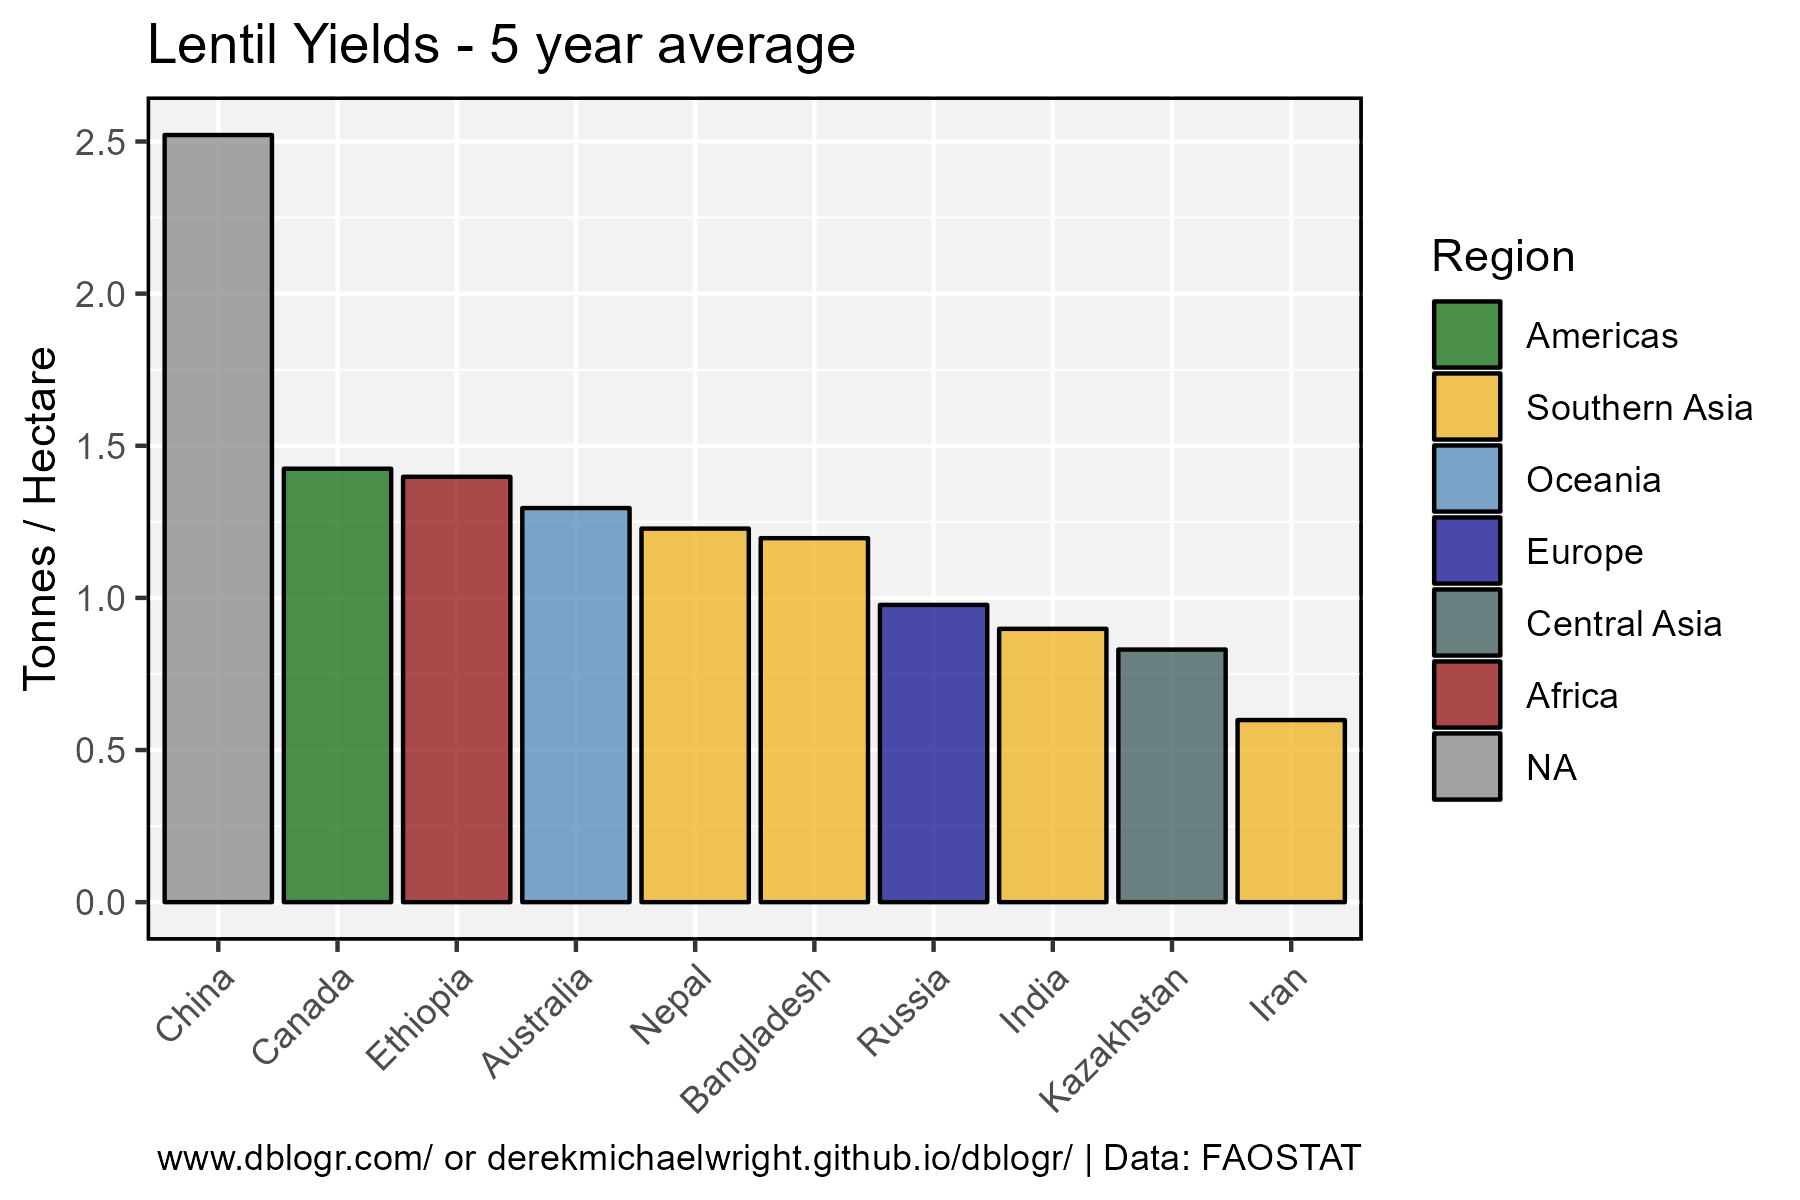 Lentil Yields - 5 year average
Tonnes / Hectare
2.5
2.0
1.5
1.0
0.5
0.0
China
Canada
Ethiopia
Australia
Nepal
Bangladesh
Russia
India
Kazakhstan
Iran
Region
Americas
Southern Asia
Oceania
Europe
Central Asia
Africa
NA
www.dblogr.com/ or derekmichaelwright.github.io/dblogr/ | Data: FAOSTAT